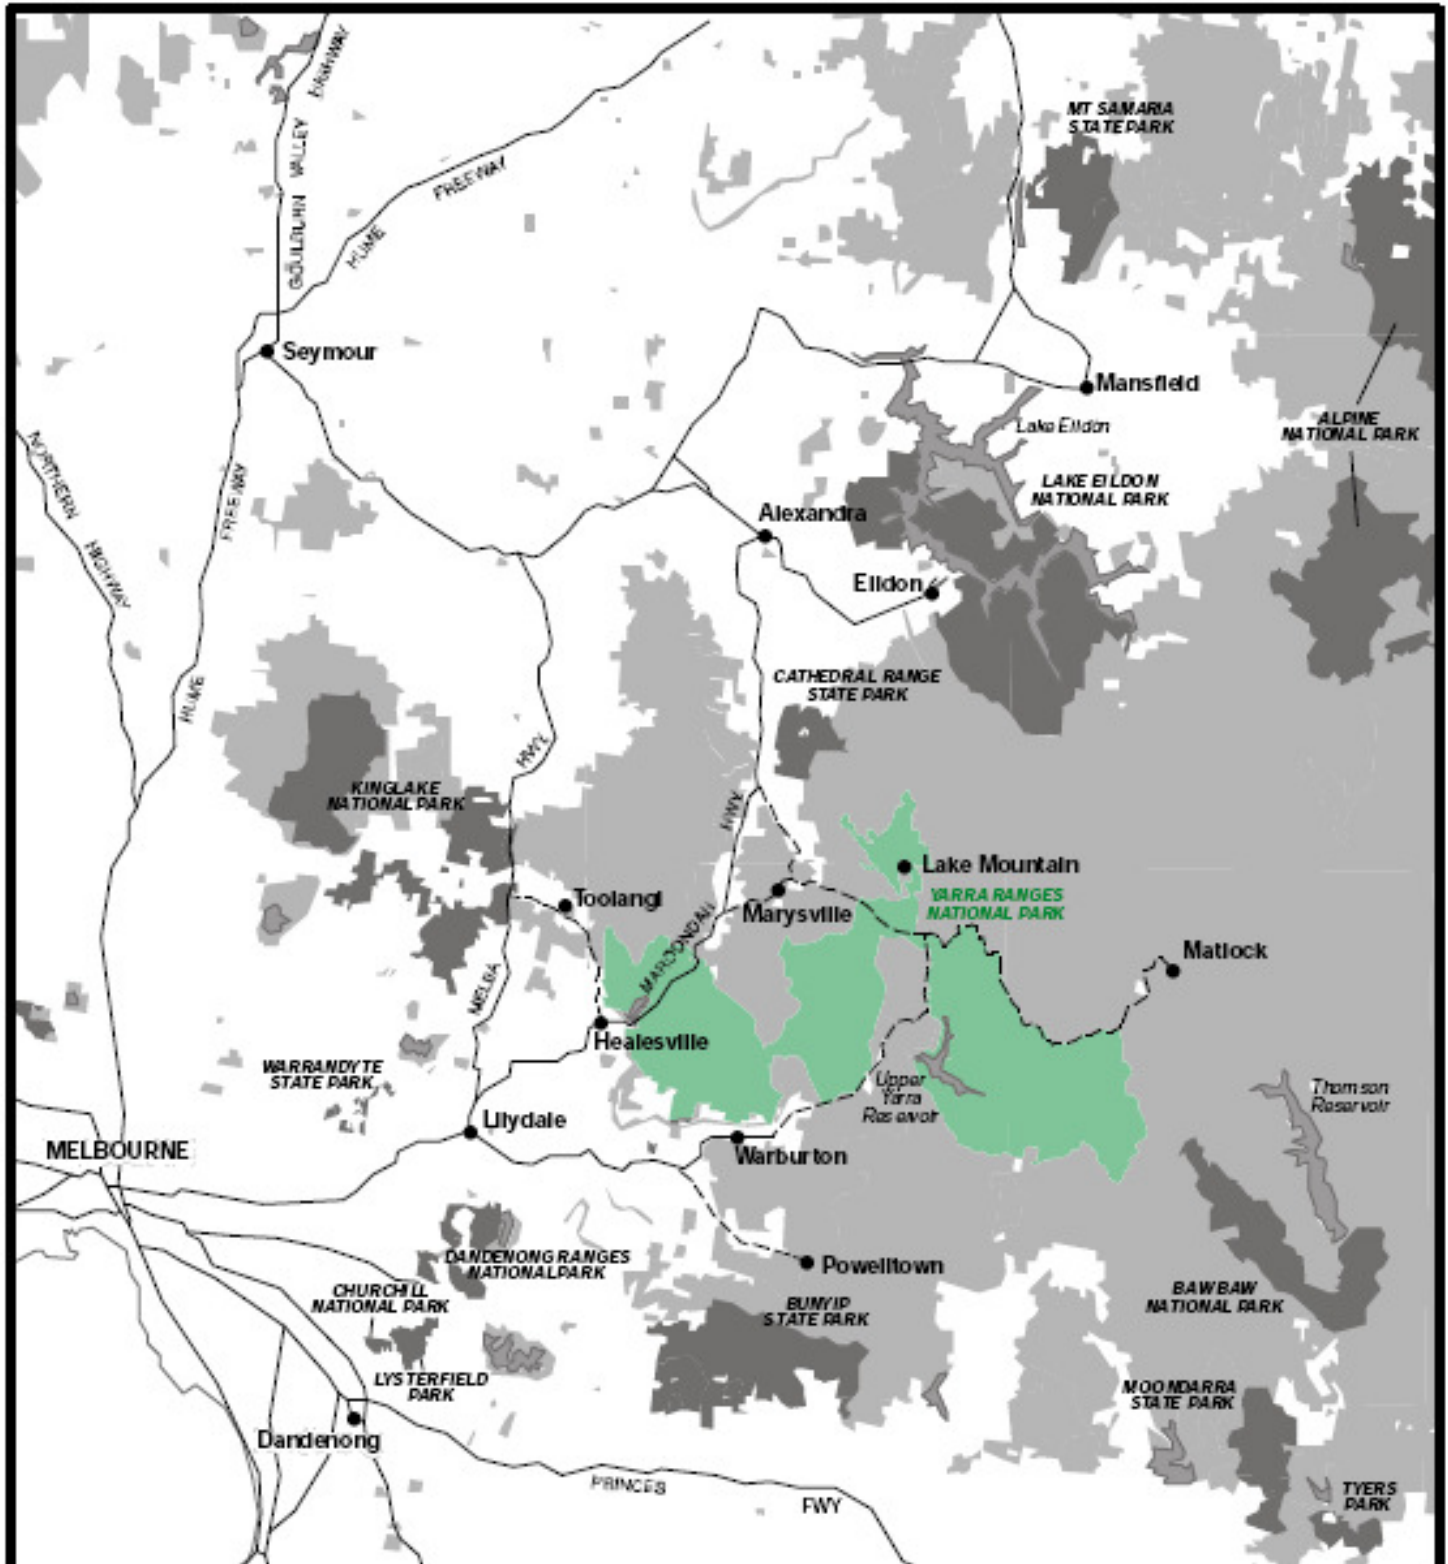 HIGHWAY
MT SAMARIA
STATE PARK
GOULBURN VALLEY
FREEWAY
HUME
Seymour
Mansfield
Lake Eildon
ALPINE
NATIONAL PARK
NORTHERN
HIGHWAY
FREEWAY
LAKE EILDON
NATIONAL PARK
Alexandra
Eildon
HUME
CATHEDRAL RANGE
STATE PARK
HWY
KINGLAKE
NATIONAL PARK
HWY
Lake Mountain
Toolangi
YARRA RANGES
NATIONAL PARK
Marysville
MAROONDAH
Matlock
MELBA
Healesville
WARRANDYTE
STATE PARK
Upper
Yarra
Reservoir
Thomson
Reservoir
Lilydale
MELBOURNE
Warburton
DANDENONG RANGES
NATIONAL PARK
Powelltown
CHURCHILL
NATIONAL PARK
BAW BAW
NATIONAL PARK
BUNYIP
STATE PARK
LYSTERFIELD
PARK
MOONDARRA
STATE PARK
Dandenong
PRINCES
FWY
TYERS
PARK